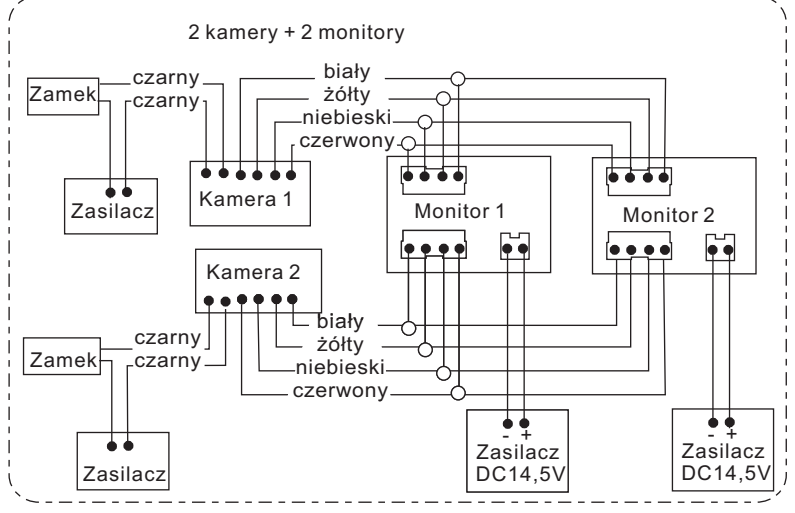 2 kamery + 2 monitory
biały
czarny
Zamek
czarny
żółty
niebieski
czerwony
Zasilacz
Kamera 1
Monitor 1
Monitor 2
Kamera 2
biały
czarny
żółty
Zamek
czarny
niebieski
czerwony
- +
Zasilacz
DC14,5V
- +
Zasilacz
DC14,5V
Zasilacz